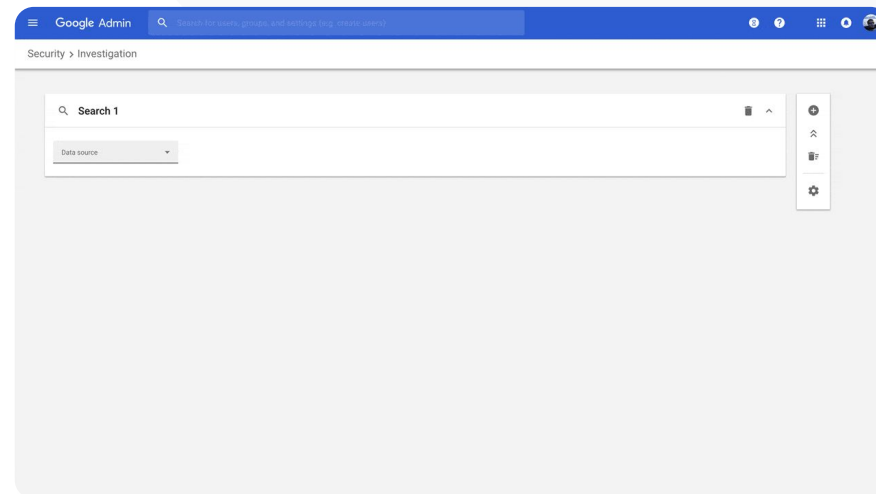 Google Admin
Search for users, groups, and settings (e.g. create users)
Security > Investigation
Search 1
Data source